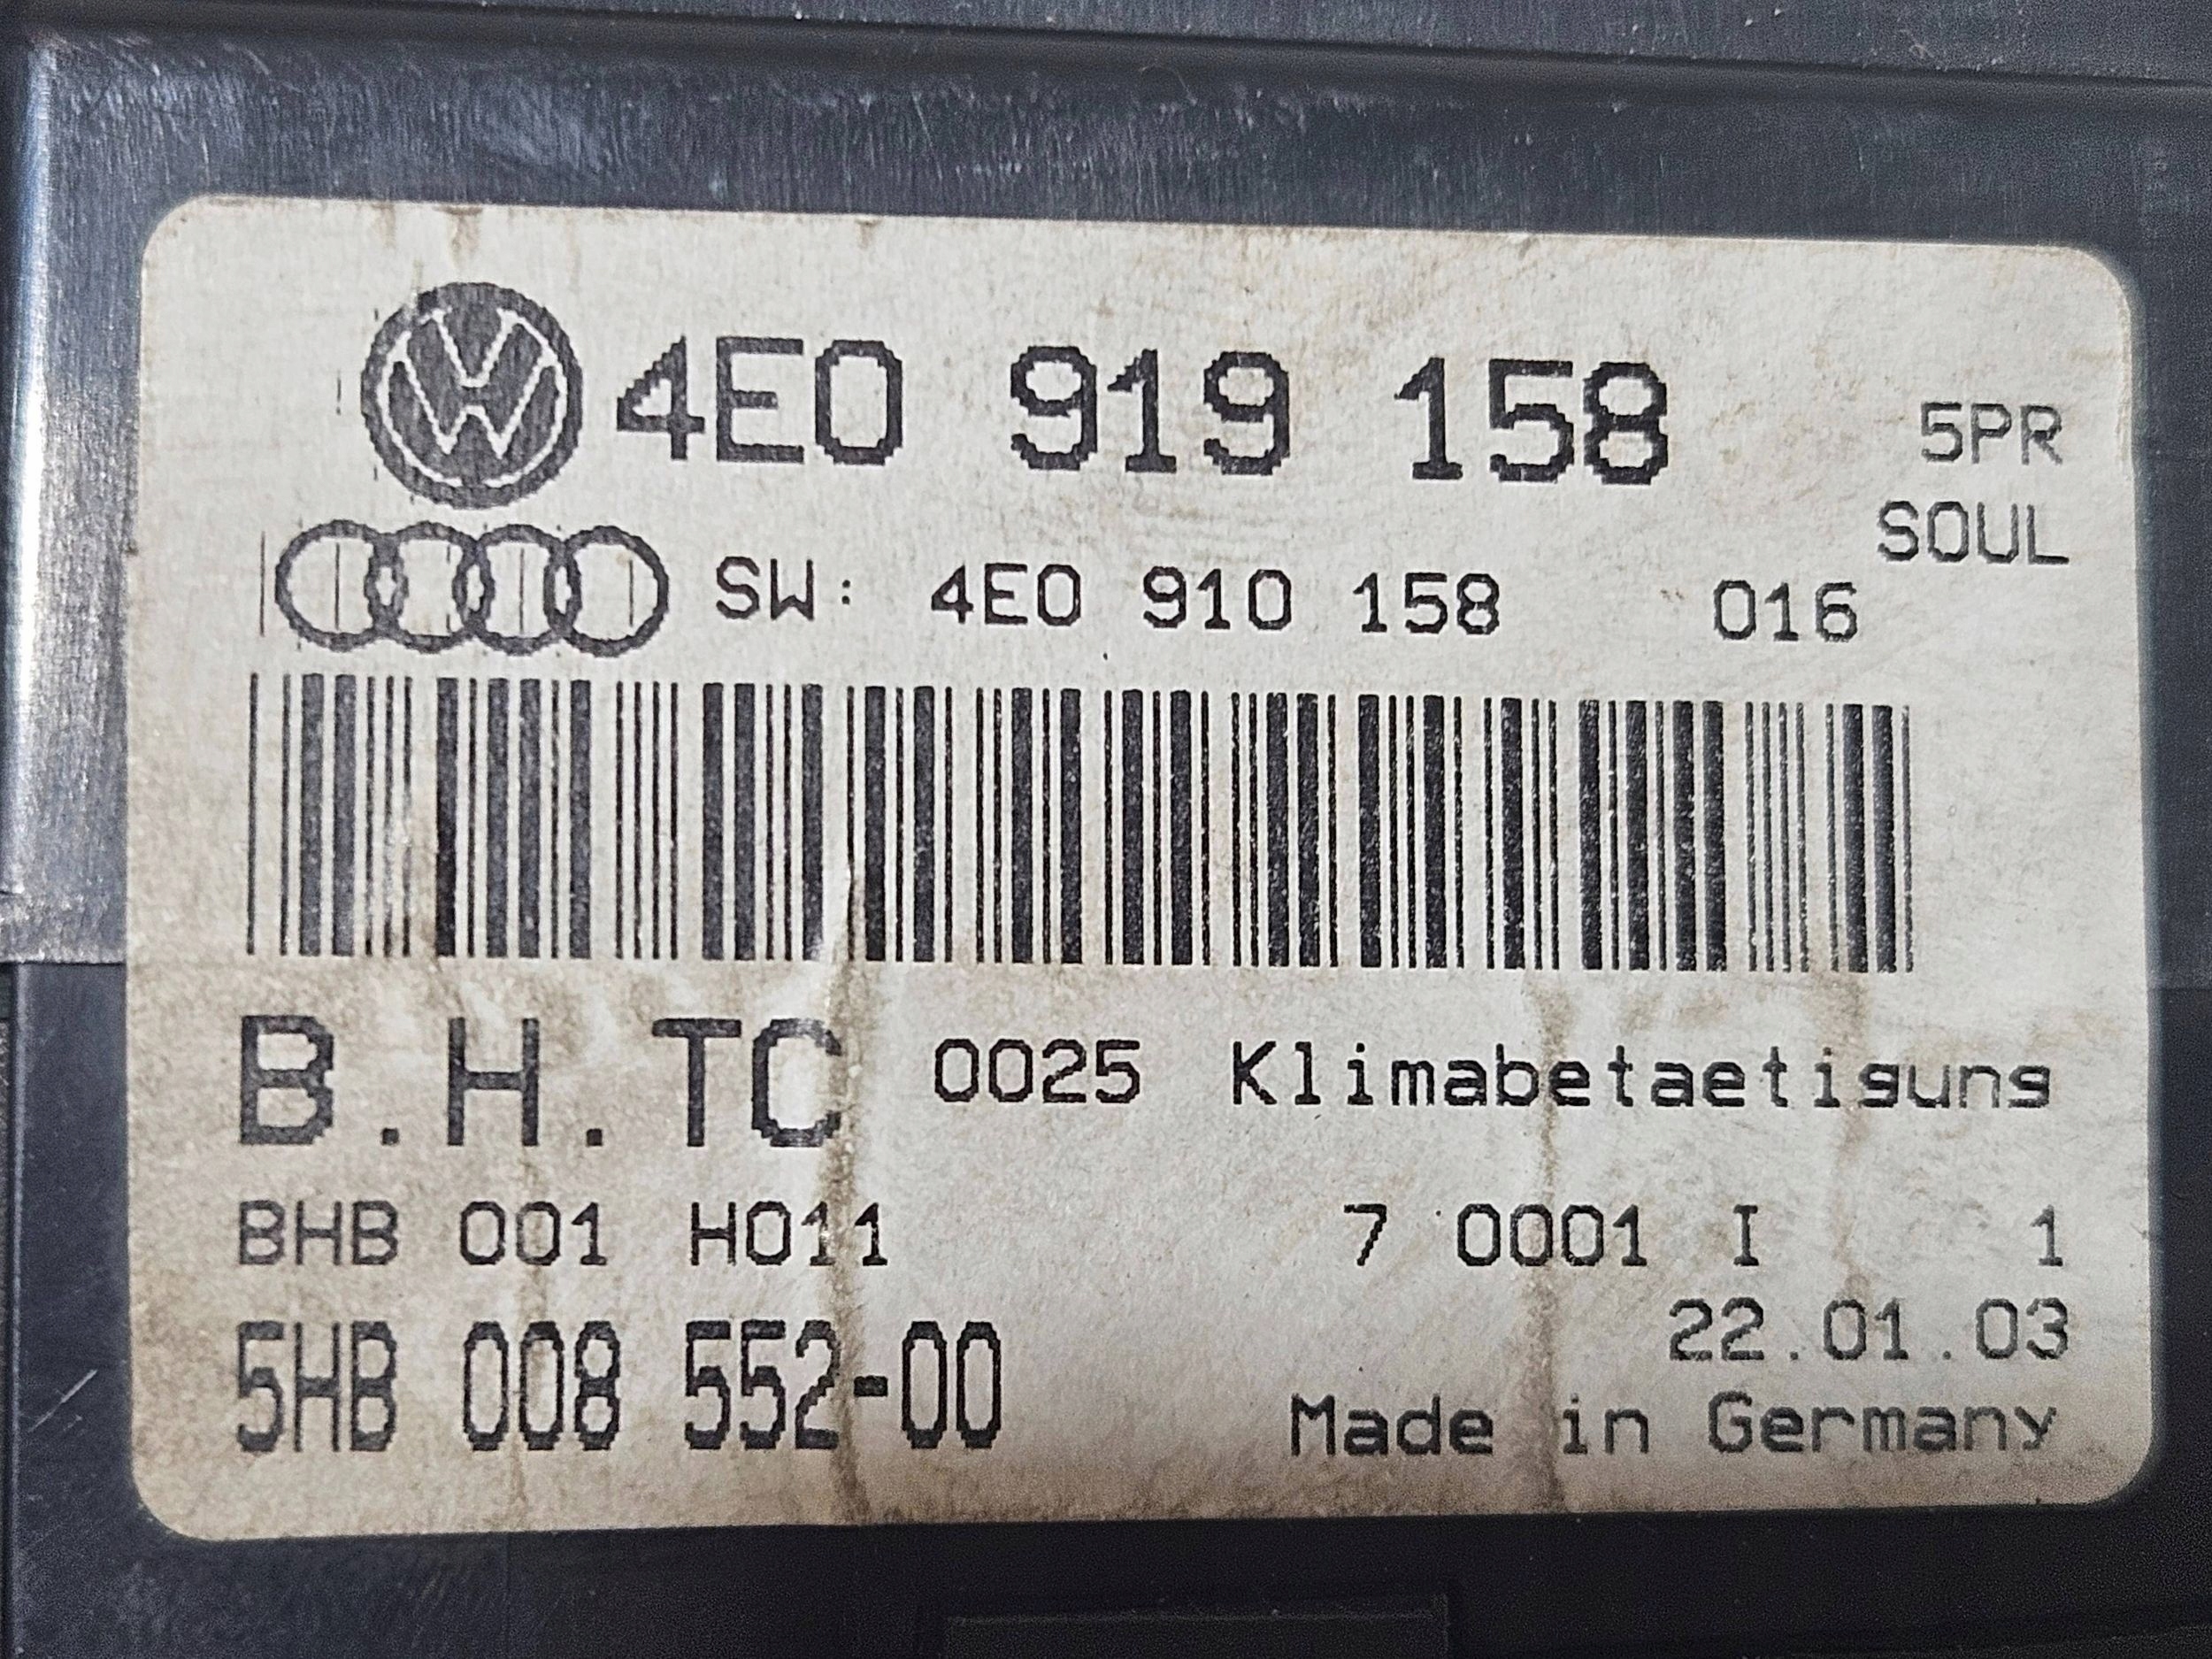 4E0 919 158 5PR
SOUL
SW: 4E0 910 158 016
B.H.TC 0025 Klimabetaetigung
BHB 001 H011 7 0001 I 1
22.01.03
5HB 008 552-00
Made in Germany